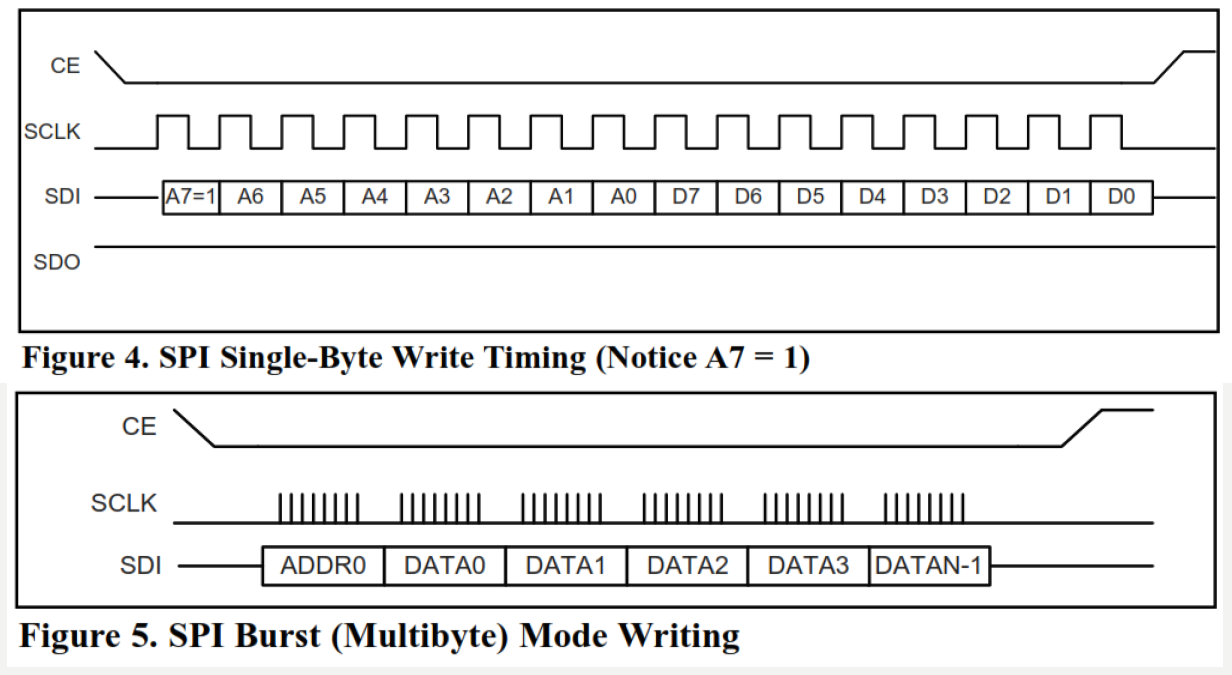 CE
SCLK
SDI A7=1 A6 A5 A4 A3 A2 A1 A0 D7 D6 D5 D4 D3 D2 D1 D0
SDO
Figure 4. SPI Single-Byte Write Timing (Notice A7 = 1)
CE
SCLK
SDI ADDR0 DATA0 DATA1 DATA2 DATA3 DATAN-1
Figure 5. SPI Burst (Multibyte) Mode Writing